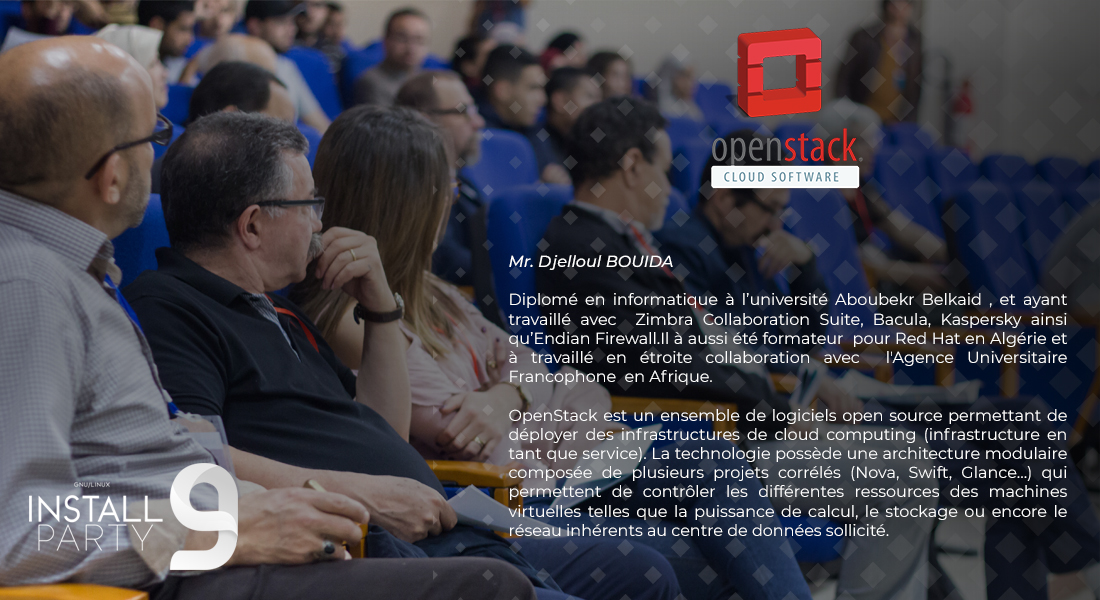 openstack.
CLOUD SOFTWARE
Mr. Djelloul BOUIDA
Diplomé en informatique à l’université Aboubekr Belkaid , et ayant
travaillé avec Zimbra Collaboration Suite, Bacula, Kaspersky ainsi
qu’Endian Firewall.Il à aussi été formateur pour Red Hat en Algérie et
à travaillé en étroite collaboration avec l'Agence Universitaire
Francophone en Afrique.
OpenStack est un ensemble de logiciels open source permettant de
déployer des infrastructures de cloud computing (infrastructure en
tant que service). La technologie possède une architecture modulaire
composée de plusieurs projets corrélés (Nova, Swift, Glance...) qui
permettent de contrôler les différentes ressources des machines
virtuelles telles que la puissance de calcul, le stockage ou encore le
réseau inhérents au centre de données sollicité.
GNU/LINUX
INSTALL
PARTY 9